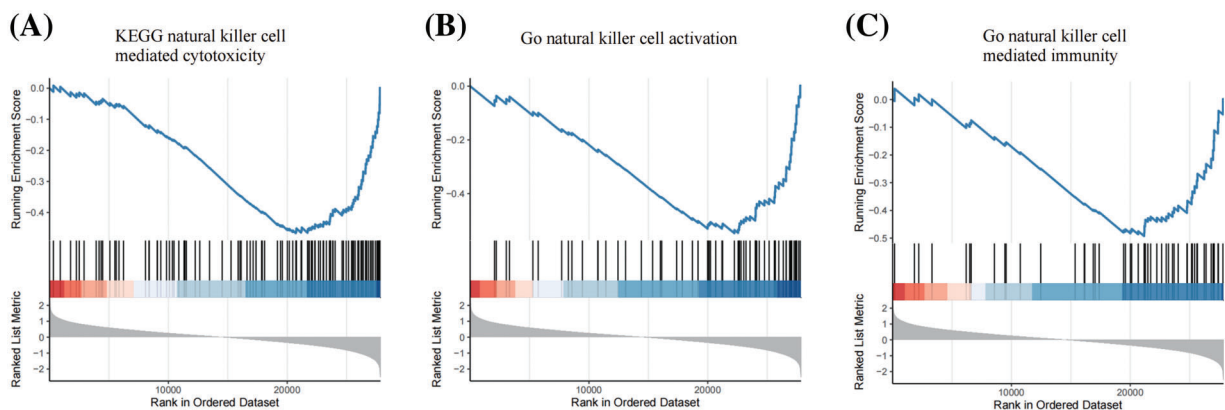 (A)
KEGG natural killer cell
mediated cytotoxicity
Running Enrichment Score
0.0
−0.1
−0.2
−0.3
−0.4
Ranked List Metric
2
1
0
−1
−2
10000
20000
Rank in Ordered Dataset
(B)
Go natural killer cell activation
Running Enrichment Score
0.0
−0.2
−0.4
Ranked List Metric
2
1
0
−1
−2
10000
20000
Rank in Ordered Dataset
(C)
Go natural killer cell
mediated immunity
Running Enrichment Score
0.0
−0.1
−0.2
−0.3
−0.4
−0.5
Ranked List Metric
2
1
0
−1
−2
10000
20000
Rank in Ordered Dataset